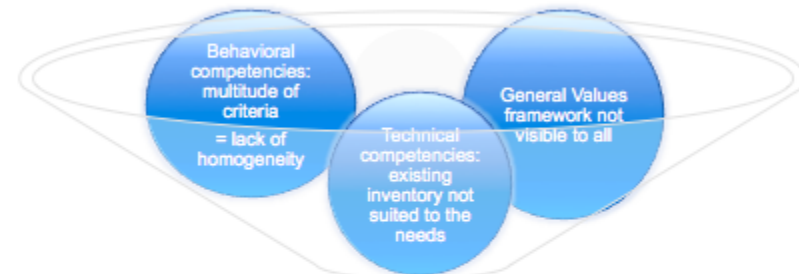 Behavioral
competencies:
multitude of
criteria
= lack of
homogeneity
Technical
competencies:
existing
inventory not
suited to the
needs
General Values
framework not
visible to all